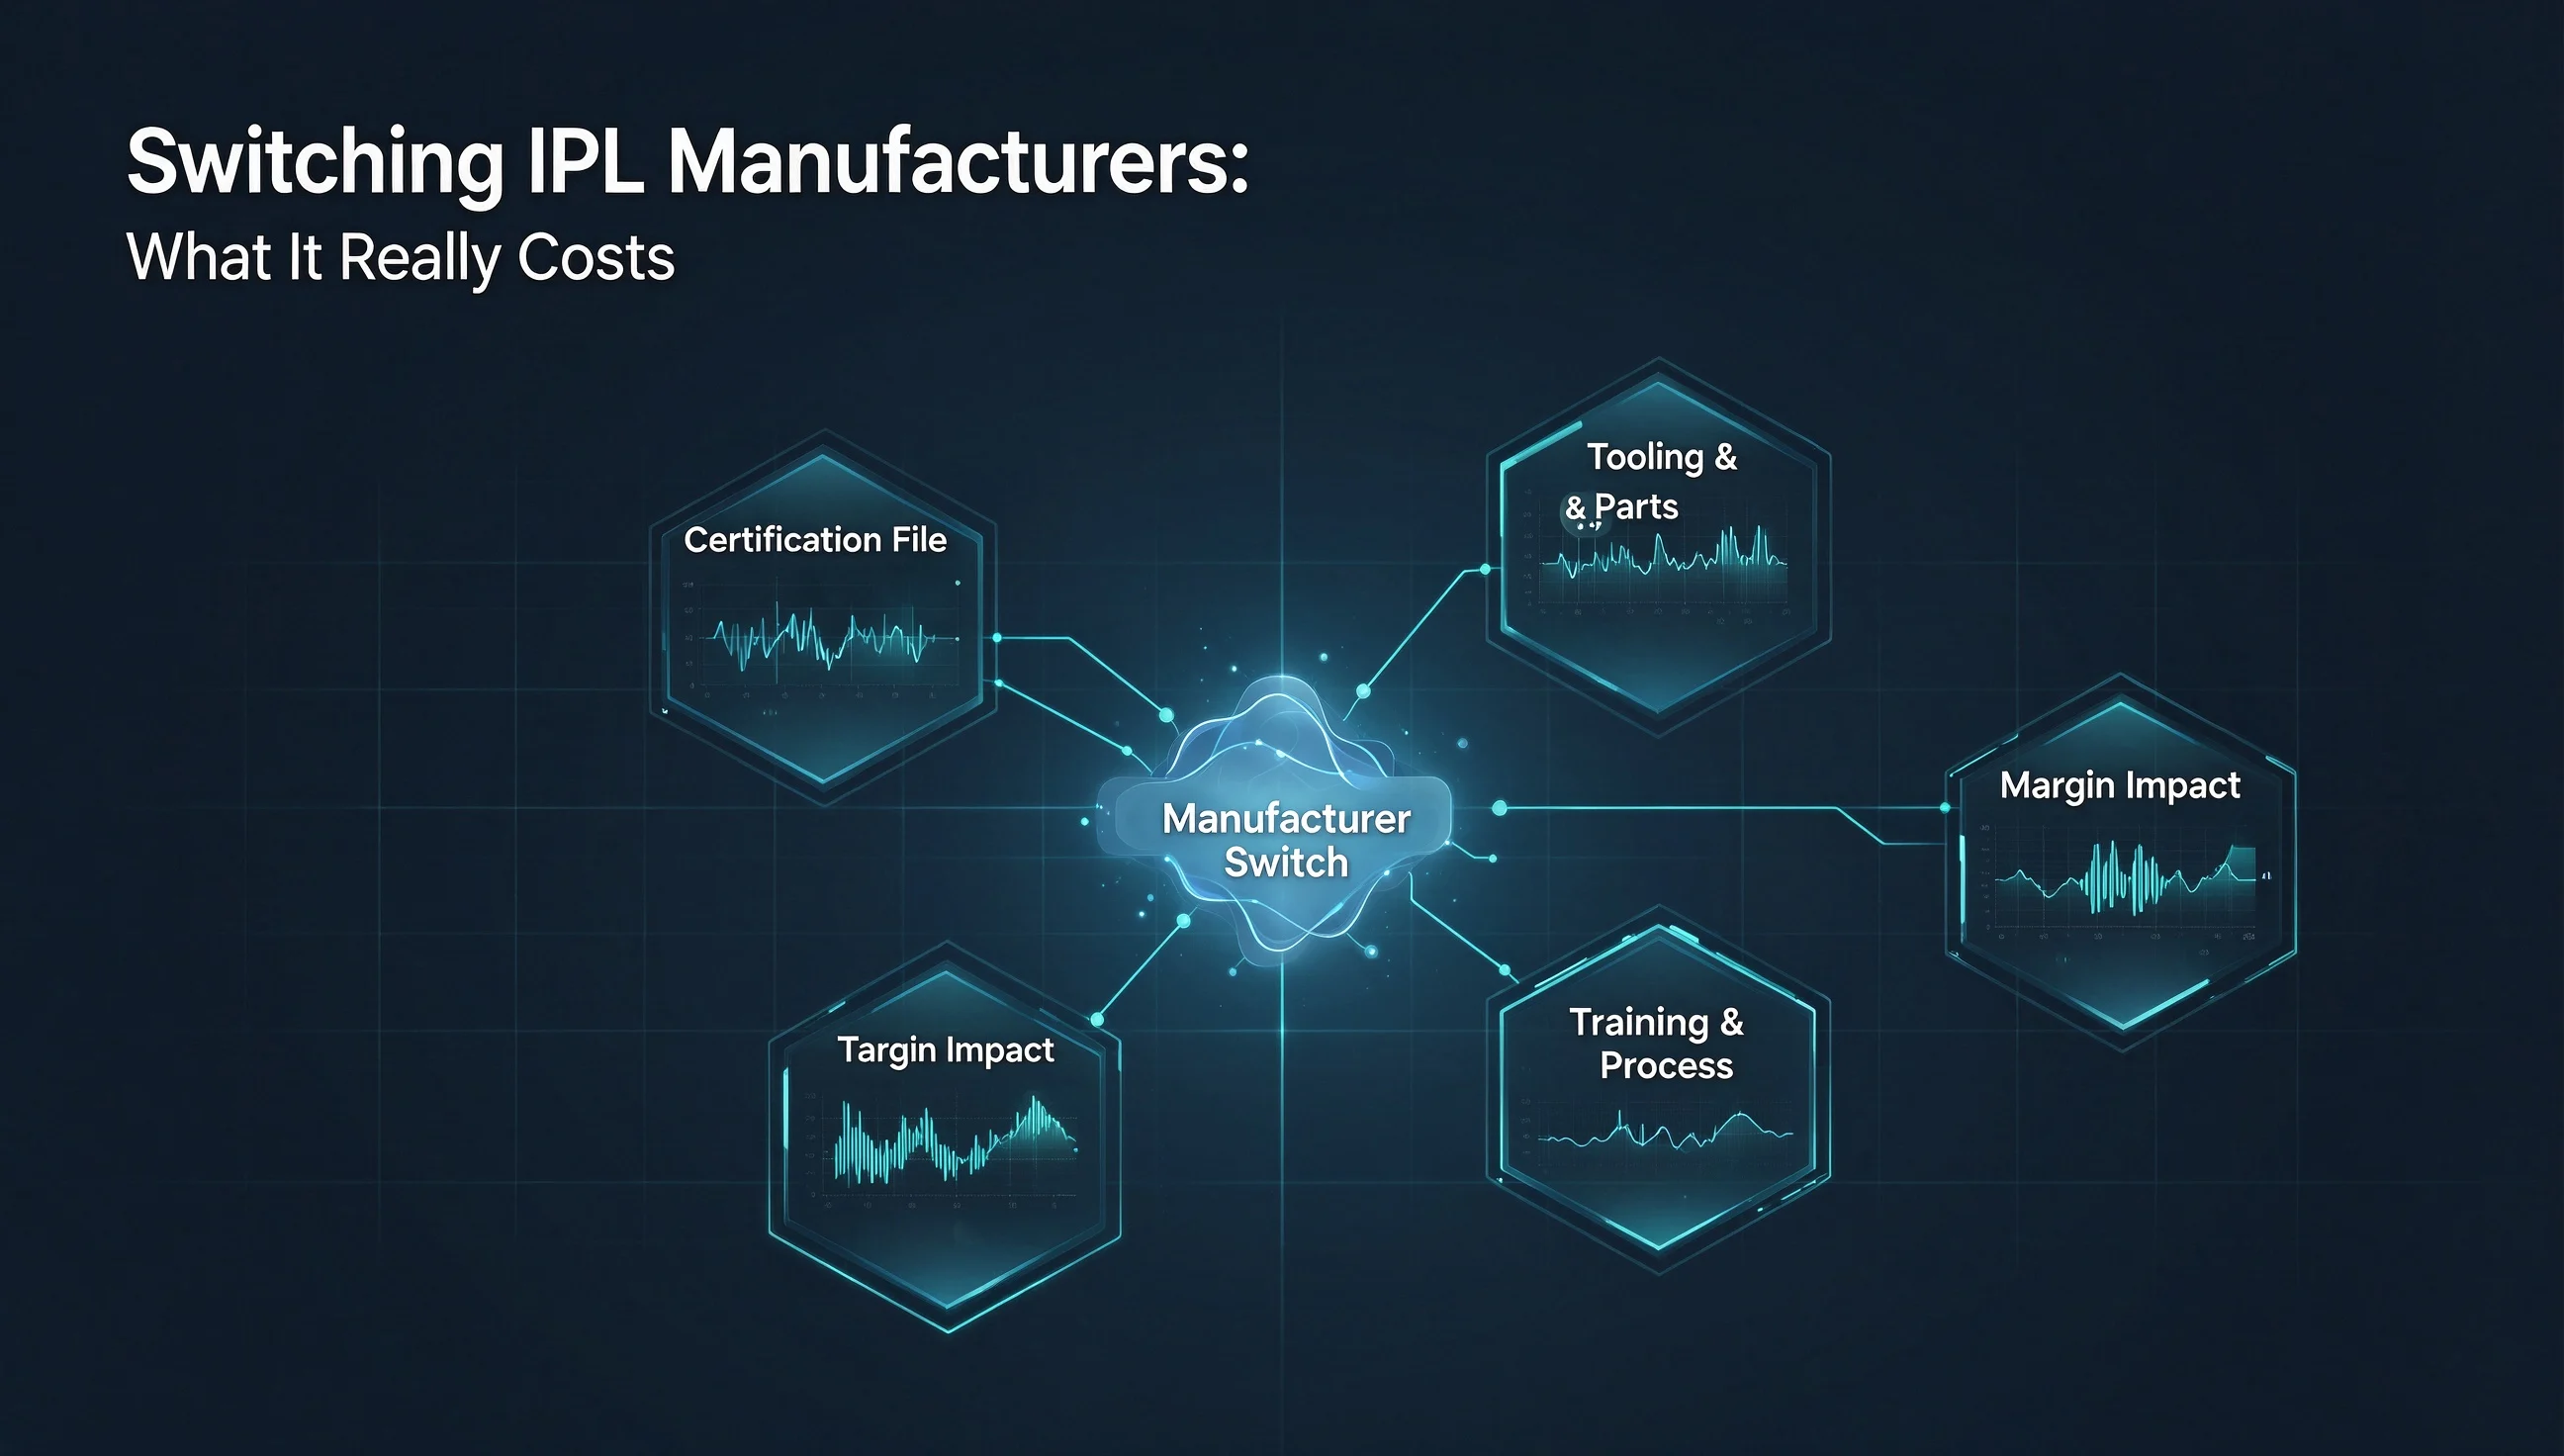 Switching IPL Manufacturers:
What It Really Costs
Certification File
Tooling &
& Parts
Margin Impact
Manufacturer
Switch
Targin Impact
Training &
Process